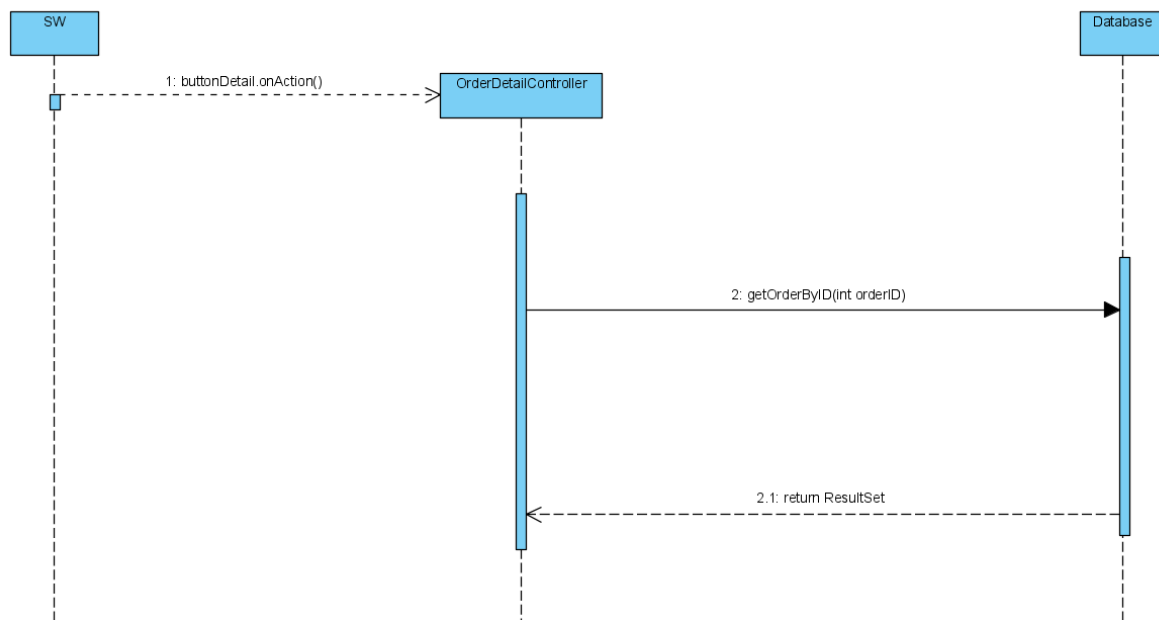 SW
Database
1: buttonDetail.onAction()
OrderDetailController
2: getOrderByID(int orderID)
2.1: return ResultSet